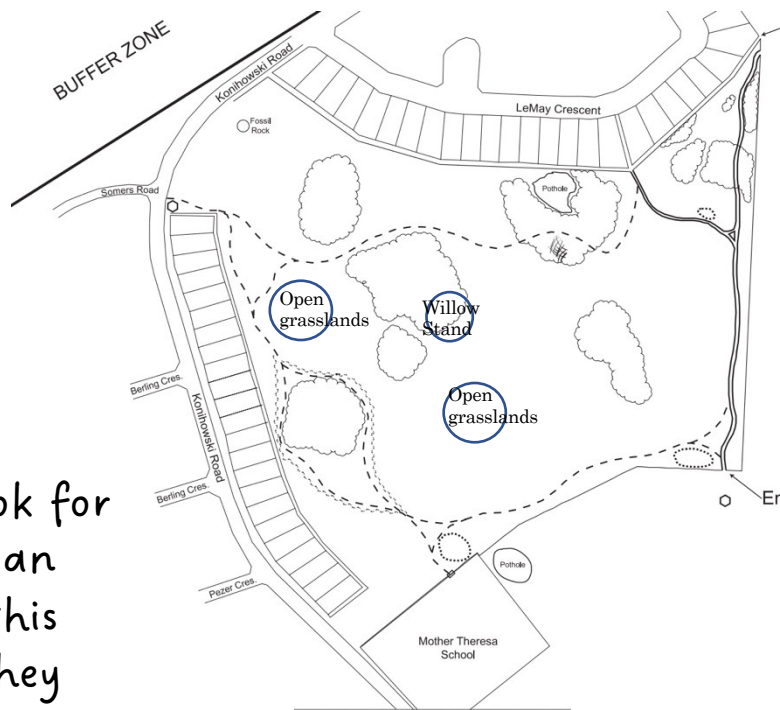 BUFFER ZONE
Konihowski Road
LeMay Crescent
Fossil
Rock
Somers Road
Pothole
Open
grasslands
Willow
Stand
Open
grasslands
Berling Cres.
Konihowski Road
Berling Cres.
ok for
an
his
hey
En
Pezer Cres.
Pothole
Mother Theresa
School